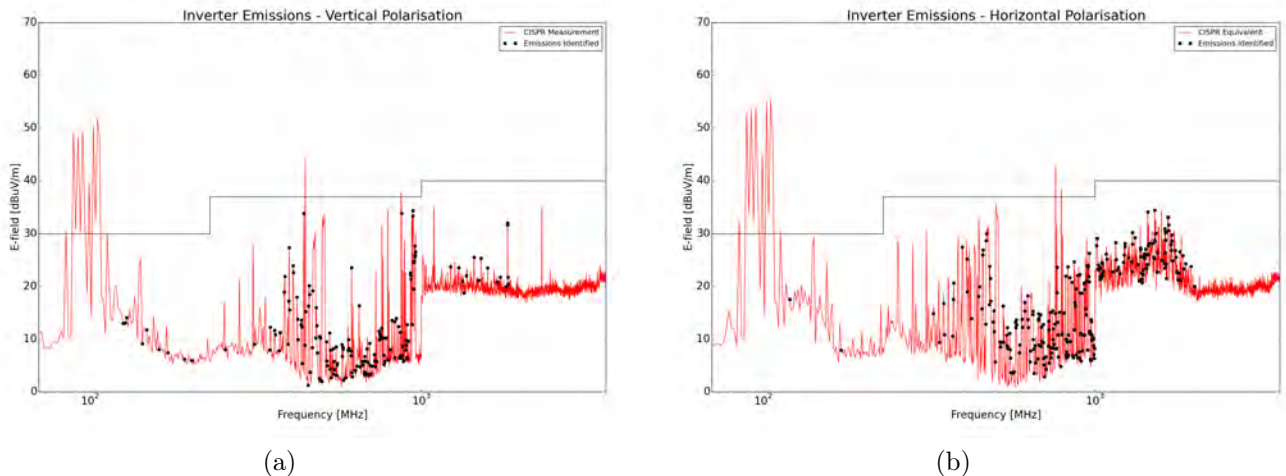 Inverter Emissions - Vertical Polarisation
70
60
50
40
30
20
10
0
E-field [dBuV/m]
CISPR Measurement
Emissions Identified
10²
10³
Frequency [MHz]
(a)
Inverter Emissions - Horizontal Polarisation
70
60
50
40
30
20
10
0
E-field [dBuV/m]
CISPR Equivalent
Emissions Identified
10²
10³
Frequency [MHz]
(b)